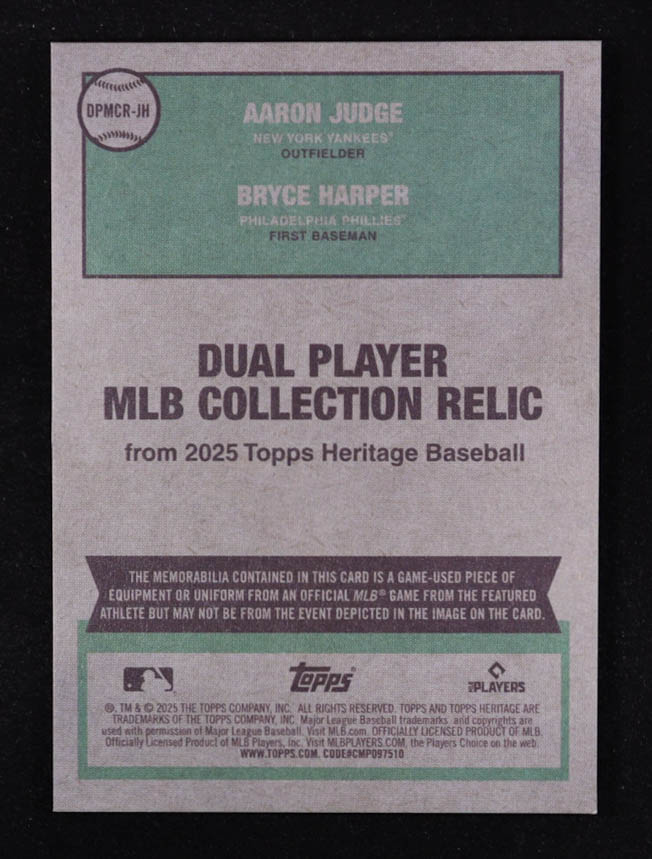 DPMCR-JH
AARON JUDGE
NEW YORK YANKEES®
OUTFIELDER
BRYCE HARPER
PHILADELPHIA PHILLIES™
FIRST BASEMAN
DUAL PLAYER
MLB COLLECTION RELIC
from 2025 Topps Heritage Baseball
THE MEMORABILIA CONTAINED IN THIS CARD IS A GAME-USED PIECE OF
EQUIPMENT OR UNIFORM FROM AN OFFICIAL MLB® GAME FROM THE FEATURED
ATHLETE BUT MAY NOT BE FROM THE EVENT DEPICTED IN THE IMAGE ON THE CARD.
Topps®
PLAYERS
®, TM & © 2025 THE TOPPS COMPANY, INC. ALL RIGHTS RESERVED. TOPPS AND TOPPS HERITAGE ARE
TRADEMARKS OF THE TOPPS COMPANY, INC. Major League Baseball trademarks and copyrights are
used with permission of Major League Baseball. Visit MLB.com. OFFICIALLY LICENSED PRODUCT OF MLB
Officially Licensed Product of MLB Players, Inc. Visit MLBPLAYERS.COM, the Players Choice on the web.
WWW.TOPPS.COM. CODE#CMP097510